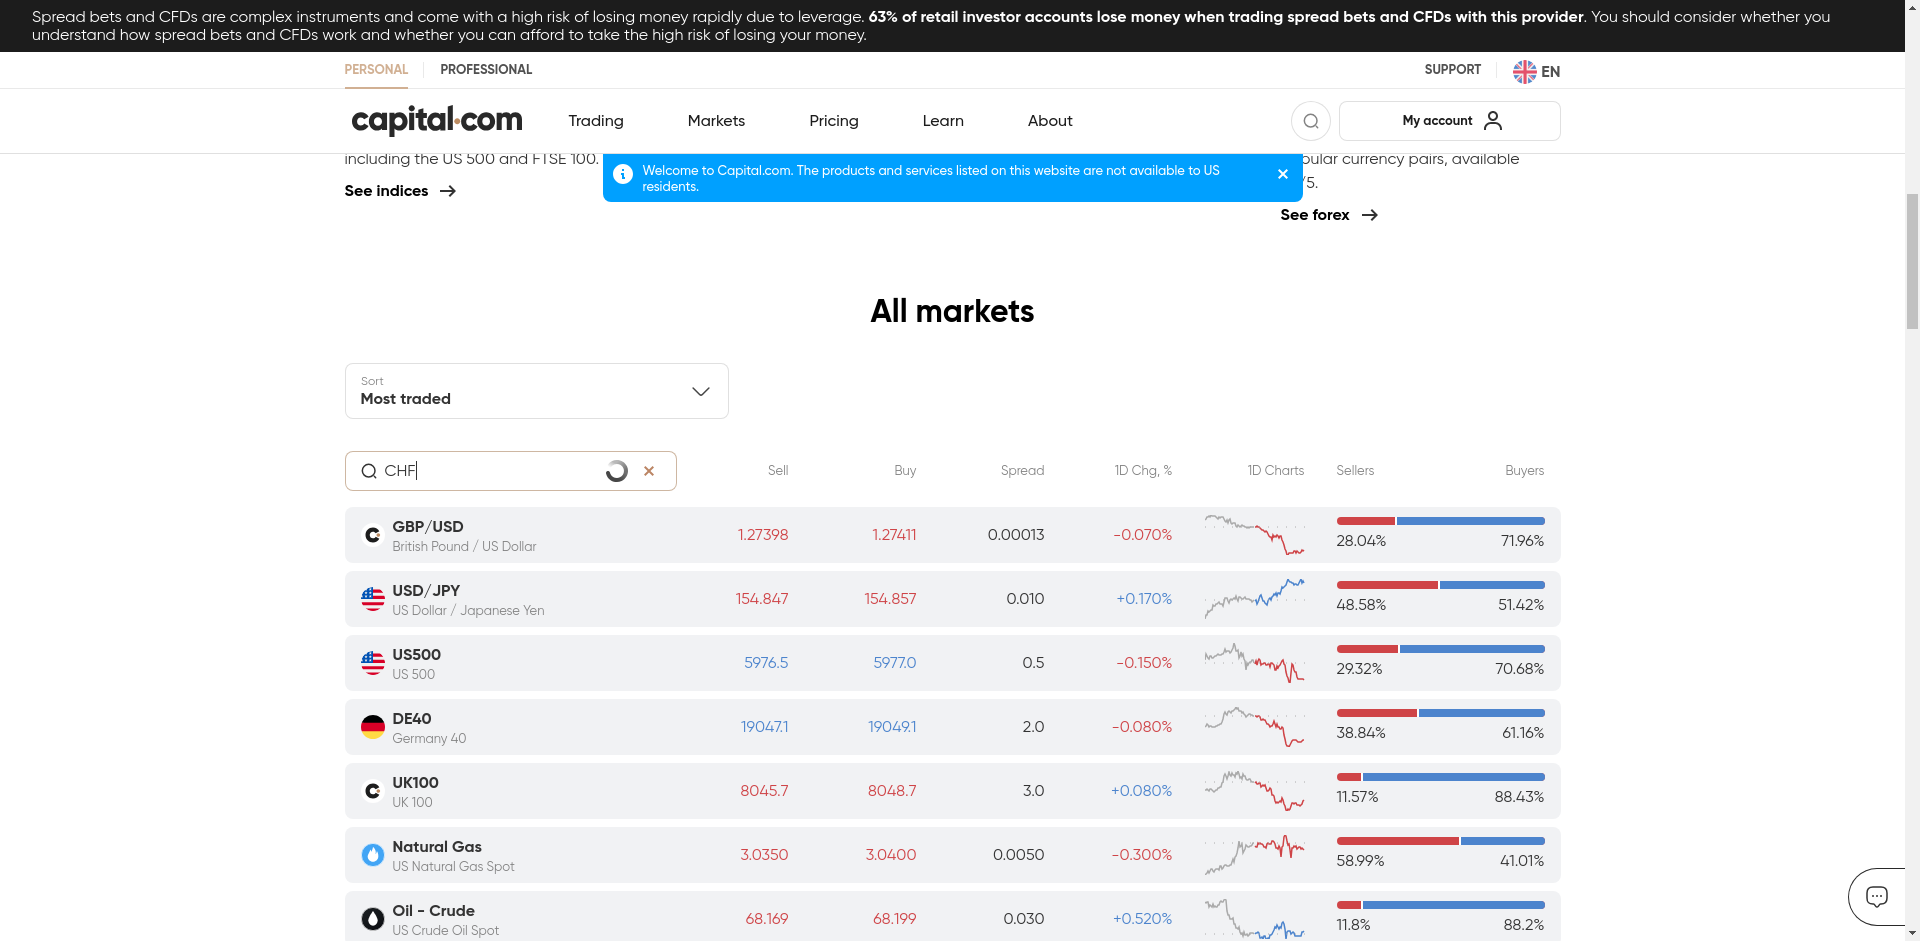 Spread bets and CFDs are complex instruments and come with a high risk of losing money rapidly due to leverage. 63% of retail investor accounts lose money when trading spread bets and CFDs with this provider. You should consider whether you
understand how spread bets and CFDs work and whether you can afford to take the high risk of losing your money.
PERSONAL PROFESSIONAL SUPPORT EN
capital.com Trading Markets Pricing Learn About My account
including the US 500 and FTSE 100.
Welcome to Capital.com. The products and services listed on this website are not available to US
residents.
pular currency pairs, available
/5.
See indices
See forex
All markets
Sort
Most traded
CHF Sell Buy Spread 1D Chg, % 1D Charts Sellers Buyers
GBP/USD 1.27398 1.27411 0.00013 -0.070% 28.04% 71.96%
British Pound / US Dollar
USD/JPY 154.847 154.857 0.010 +0.170% 48.58% 51.42%
US Dollar / Japanese Yen
US500 5976.5 5977.0 0.5 -0.150% 29.32% 70.68%
US 500
DE40 19047.1 19049.1 2.0 -0.080% 38.84% 61.16%
Germany 40
UK100 8045.7 8048.7 3.0 +0.080% 11.57% 88.43%
UK 100
Natural Gas 3.0350 3.0400 0.0050 -0.300% 58.99% 41.01%
US Natural Gas Spot
Oil - Crude 68.169 68.199 0.030 +0.520% 11.8% 88.2%
US Crude Oil Spot